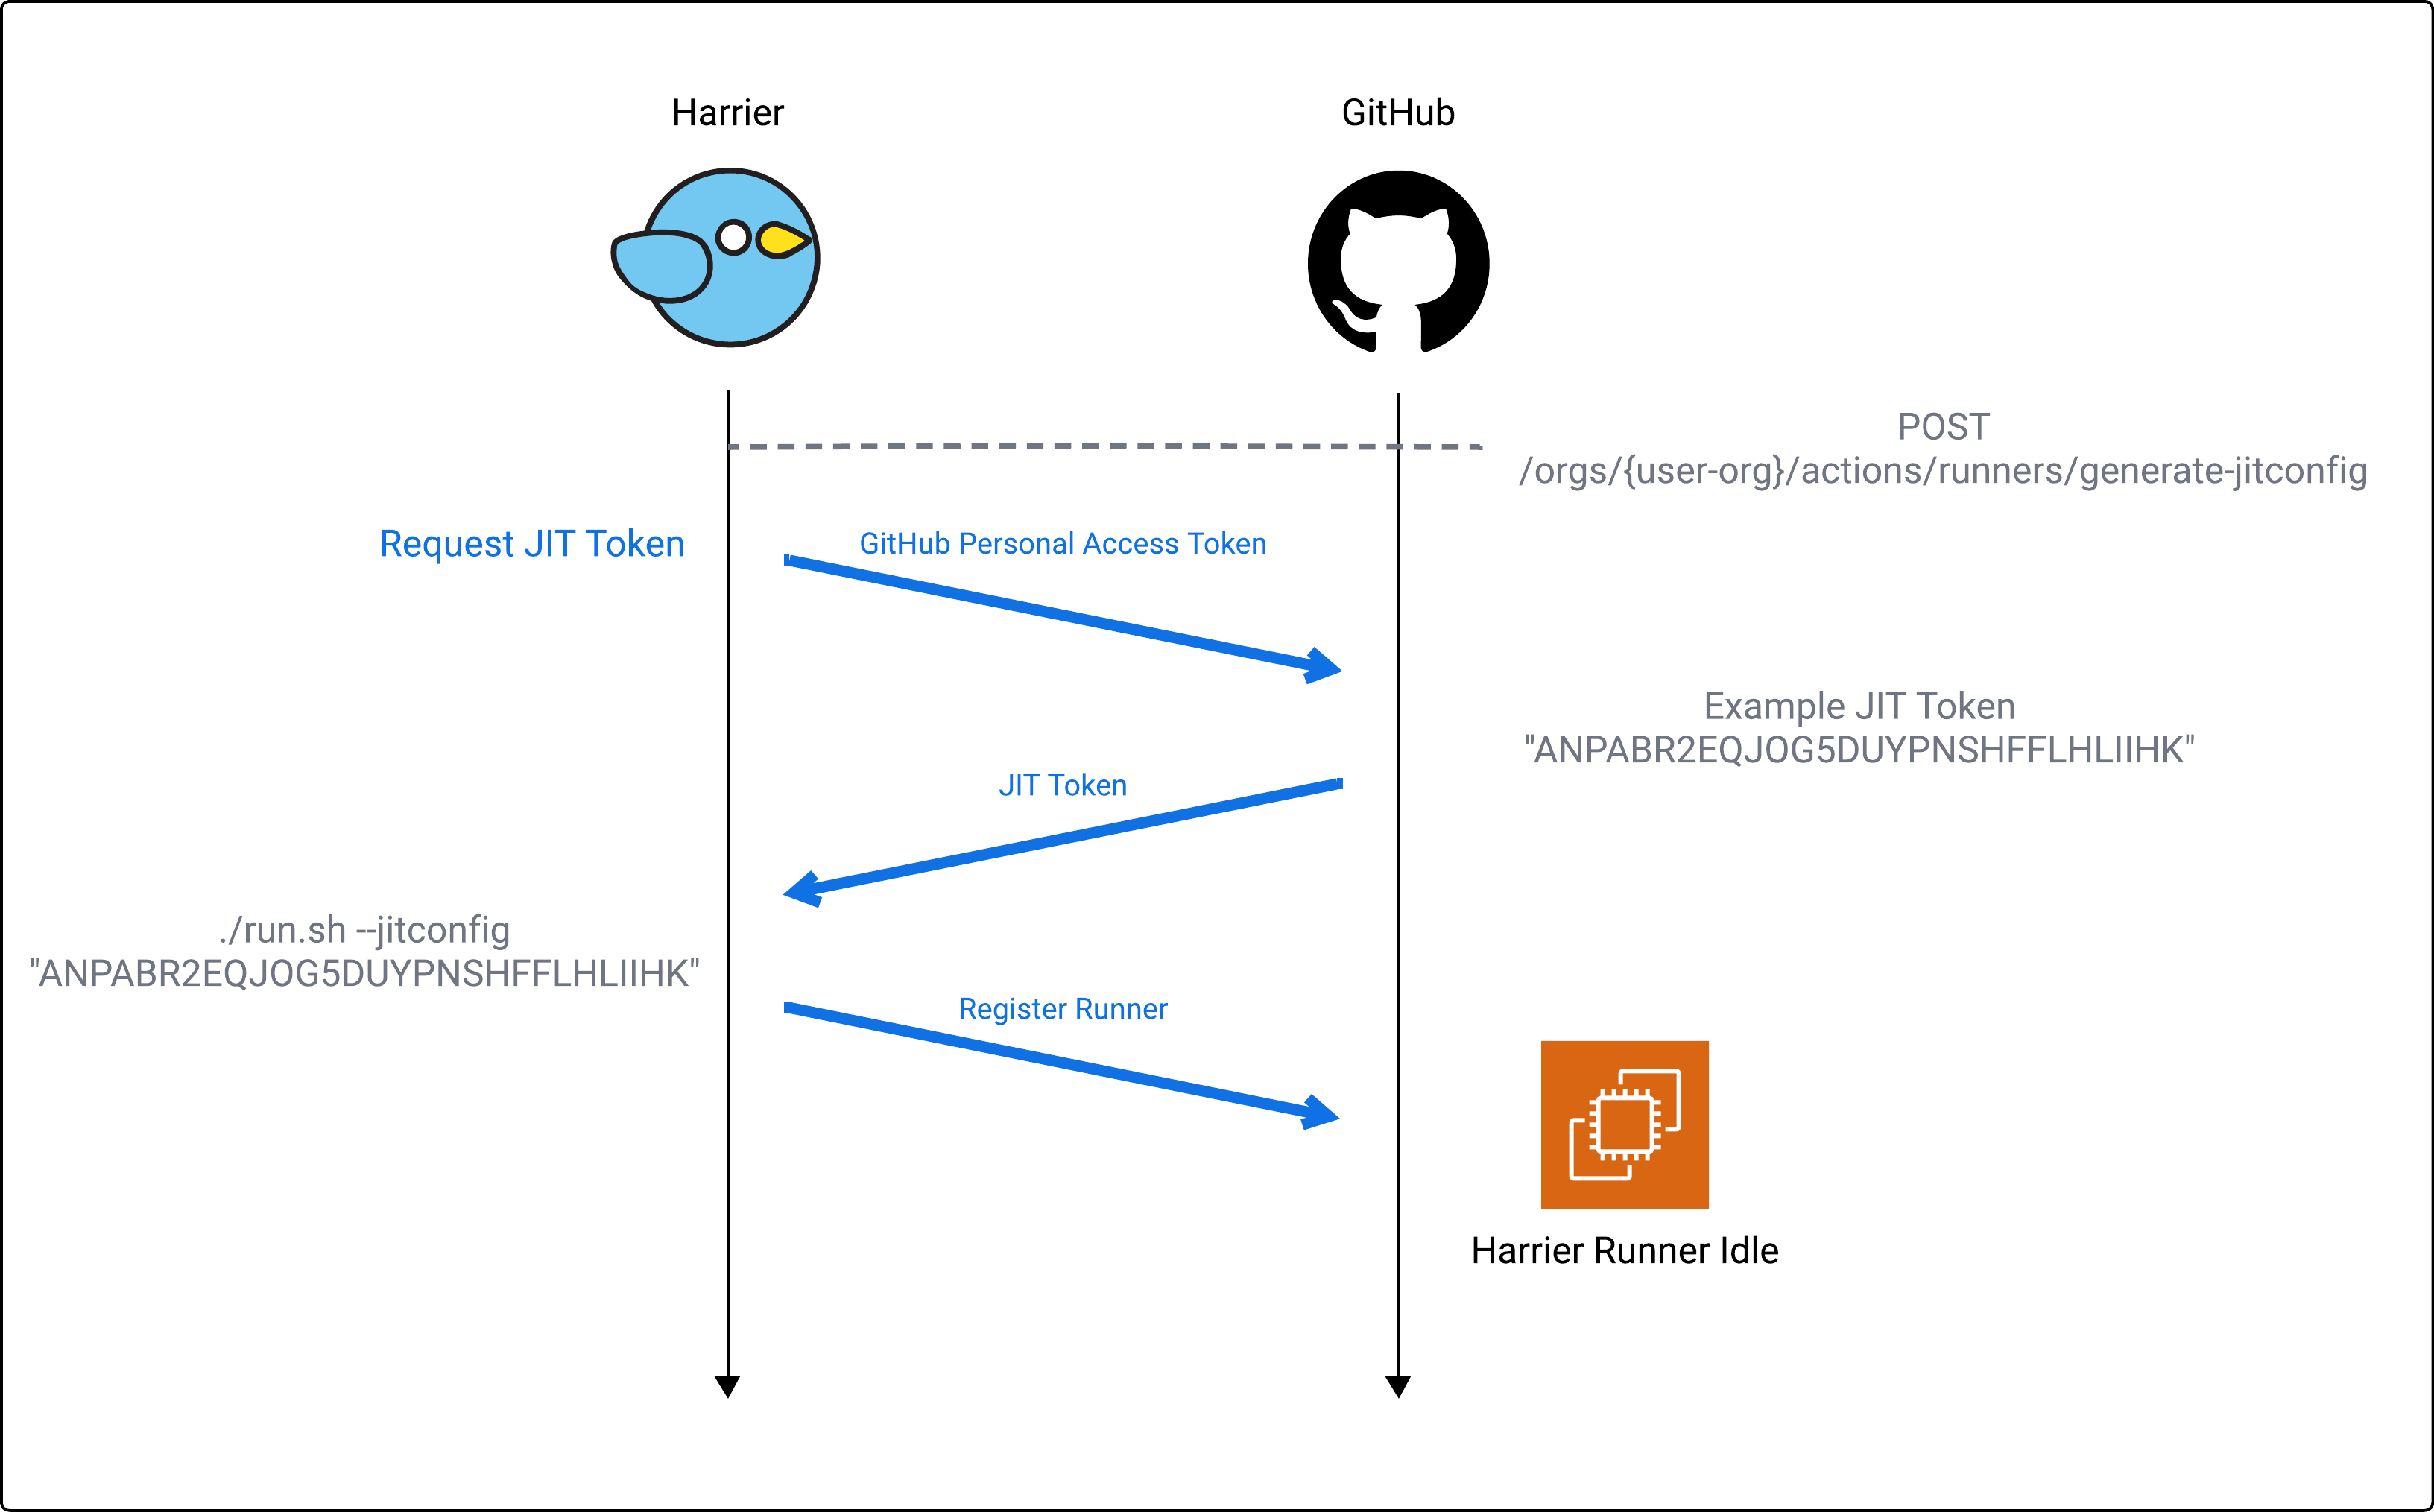 Harrier
GitHub
POST
/orgs/{user-org}/actions/runners/generate-jitconfig
Request JIT Token
GitHub Personal Access Token
Example JIT Token
"ANPABR2EQJOG5DUYPNSHFFLHLIIHK"
JIT Token
./run.sh --jitconfig
"ANPABR2EQJOG5DUYPNSHFFLHLIIHK"
Register Runner
Harrier Runner Idle